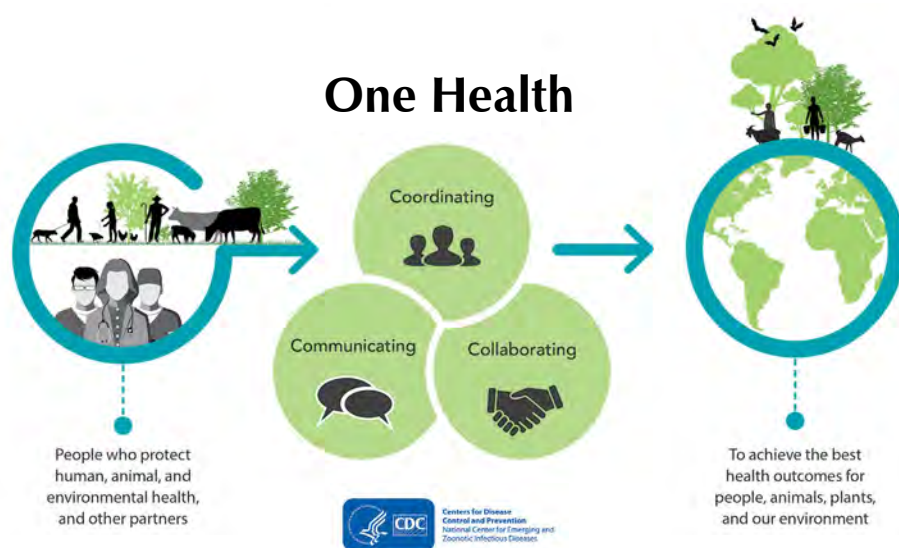 One Health
Coordinating
Communicating
Collaborating
People who protect
human, animal, and
environmental health,
and other partners
To achieve the best
health outcomes for
people, animals, plants,
and our environment
CDC
Centers for Disease
Control and Prevention
National Center for Emerging and
Zoonotic Infectious Diseases